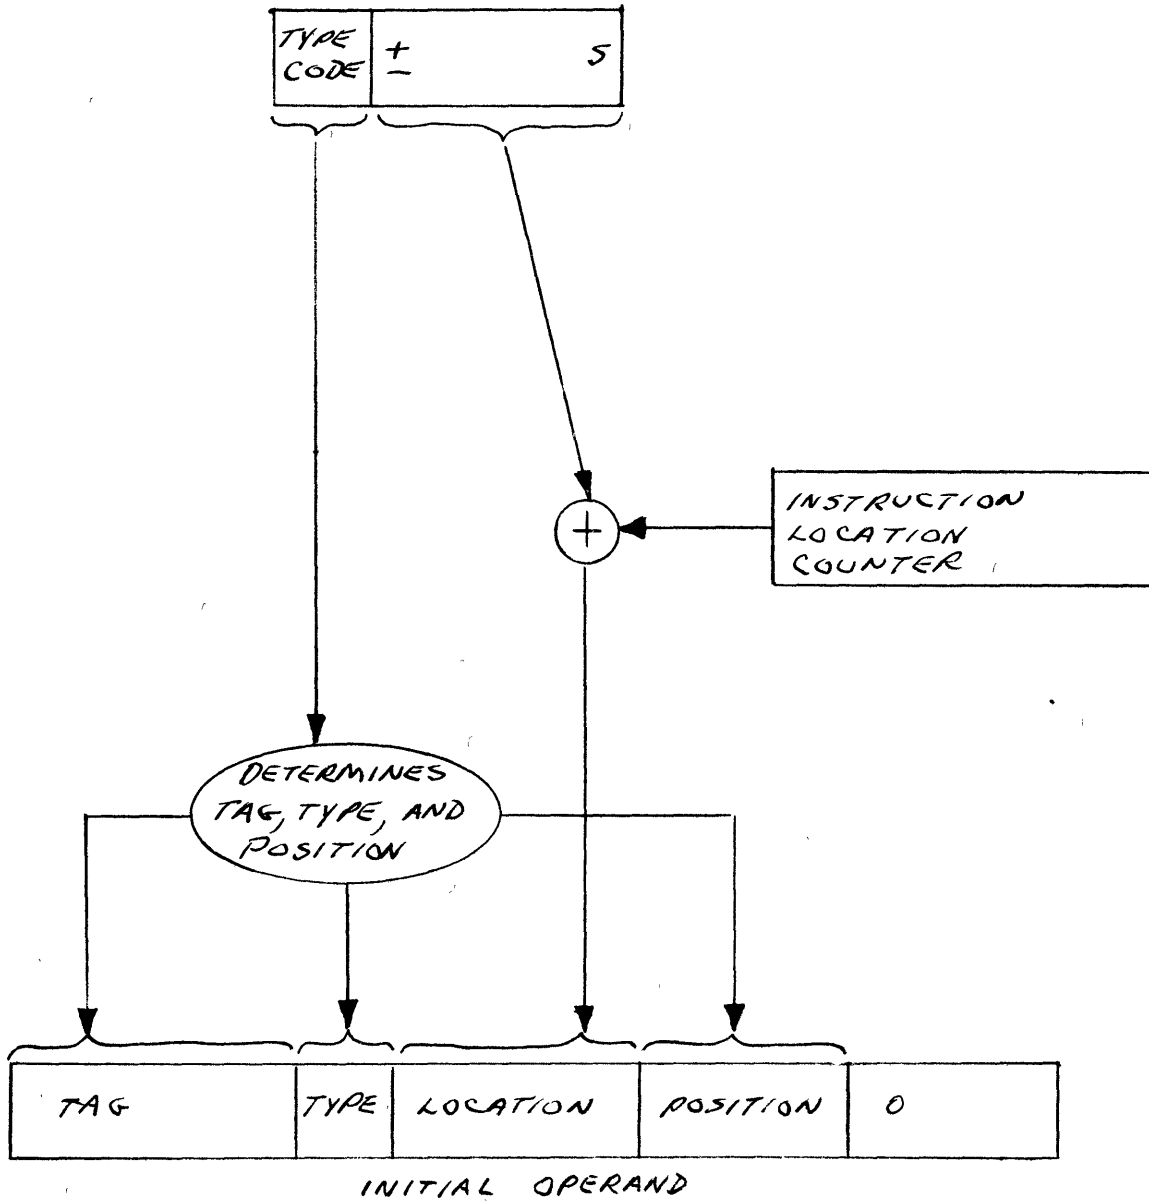 TYPE
CODE
± S
+
INSTRUCTION
LOCATION
COUNTER
DETERMINES
TAG, TYPE, AND
POSITION
TAG TYPE LOCATION POSITION 0
INITIAL OPERAND